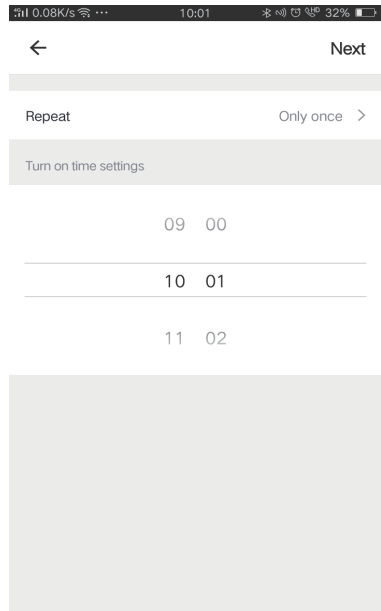 0.08K/s ... 10:01 HD 32%
Next
Repeat Only once >
Turn on time settings
09 00
10 01
11 02